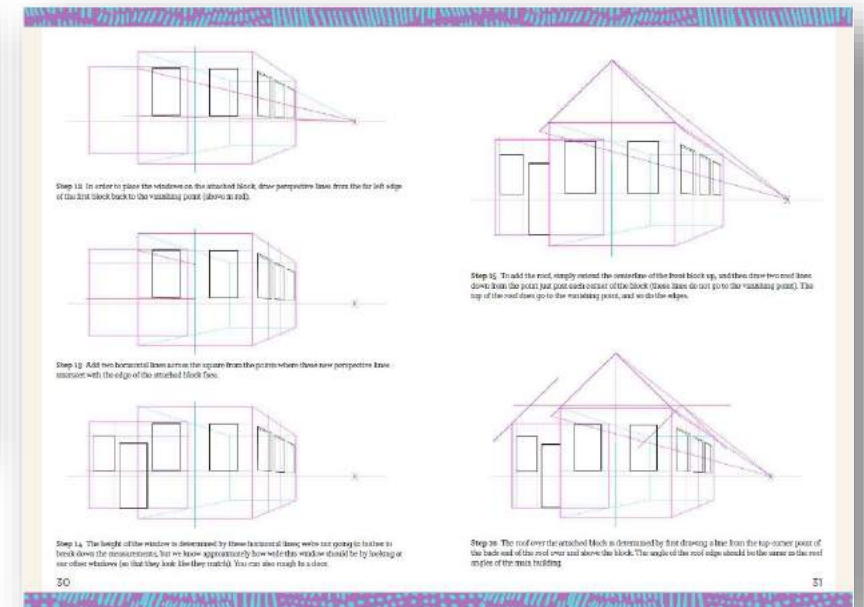 Step 12 In order to place the windows on the attached block, draw perspective lines from the far left edge
of the first block back to the vanishing point (above in red).
Step 13 Add two horizontal lines across the square from the points where these new perspective lines
intersect with the edge of the attached block face.
Step 14 The height of the window is determined by these horizontal lines; we're not going to bother to
break down the measurements, but we know approximately how wide this window should be by looking at
our other windows (so that they look like they match). You can also rough in a door.
30
Step 15 To add the roof, simply extend the centerline of the front block up, and then draw two roof lines
down from the point just past each corner of the block (these lines do not go to the vanishing point). The
top of the roof does go to the vanishing point, and so do the edges.
Step 16 The roof over the attached block is determined by first drawing a line from the top corner point of
the back end of the roof over and above the block. The angle of the roof edge should be the same as the roof
angles of the main building.
31